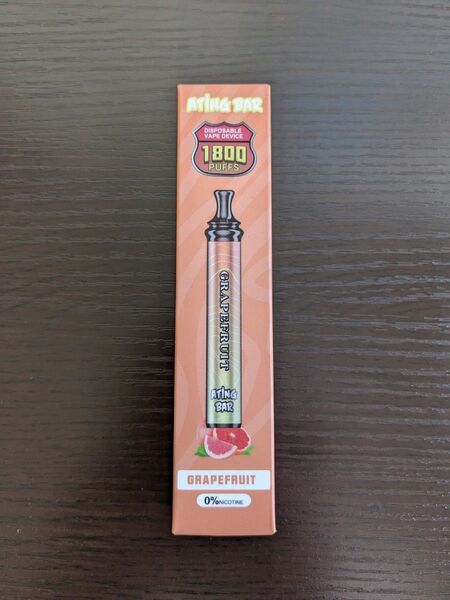 ATING BAR
DISPOSABLE
VAPE DEVICE
1800
PUFFS
GRAPEFRUIT
ATING
BAR
GRAPEFRUIT
0% NICOTINE